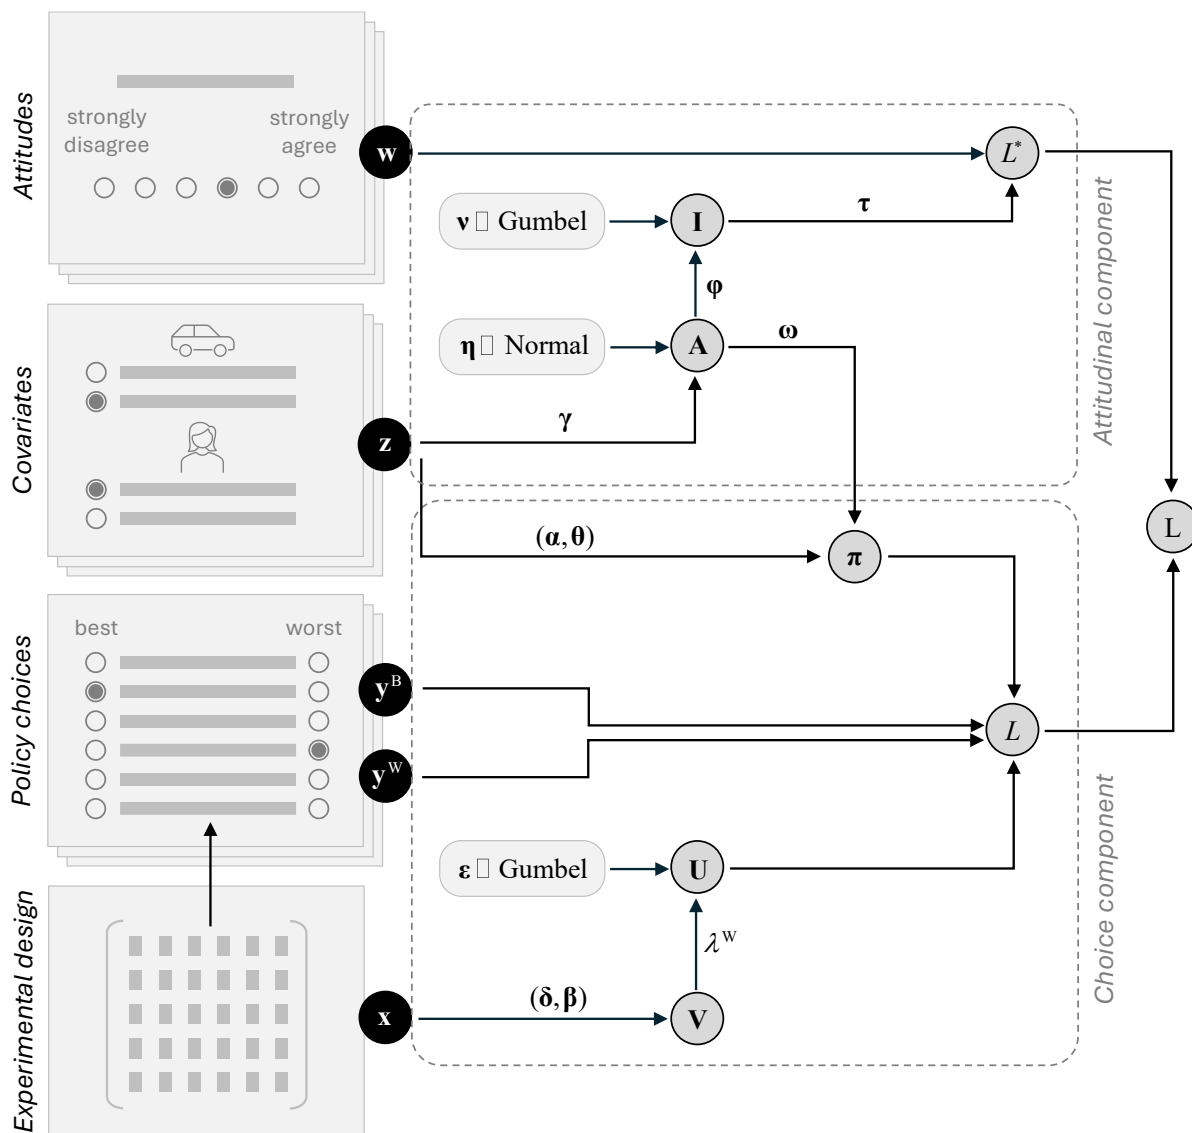 Attitudes
strongly
disagree
strongly
agree
w
L*
ν □ Gumbel
I
τ
φ
η □ Normal
A
ω
Attitudinal component
Covariates
z
γ
(α, θ)
π
L
Policy choices
best
worst
y^B
y^W
L
ε □ Gumbel
U
λ^W
Choice component
Experimental design
x
(δ, β)
V